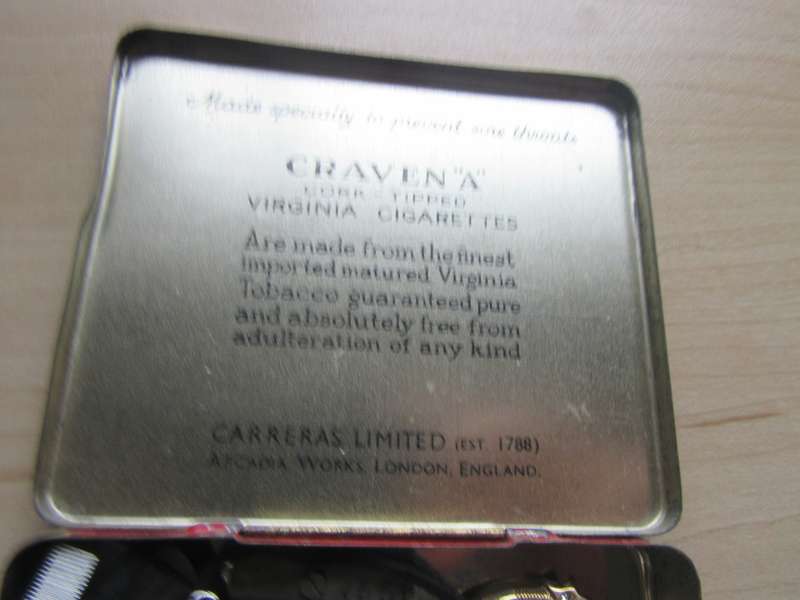 Made specially to prevent sore throats
CRAVEN "A"
CORK-TIPPED
VIRGINIA CIGARETTES
Are made from the finest
imported matured Virginia
Tobacco guaranteed pure
and absolutely free from
adulteration of any kind
CARRERAS LIMITED (EST. 1788)
ARCADIA WORKS, LONDON, ENGLAND.